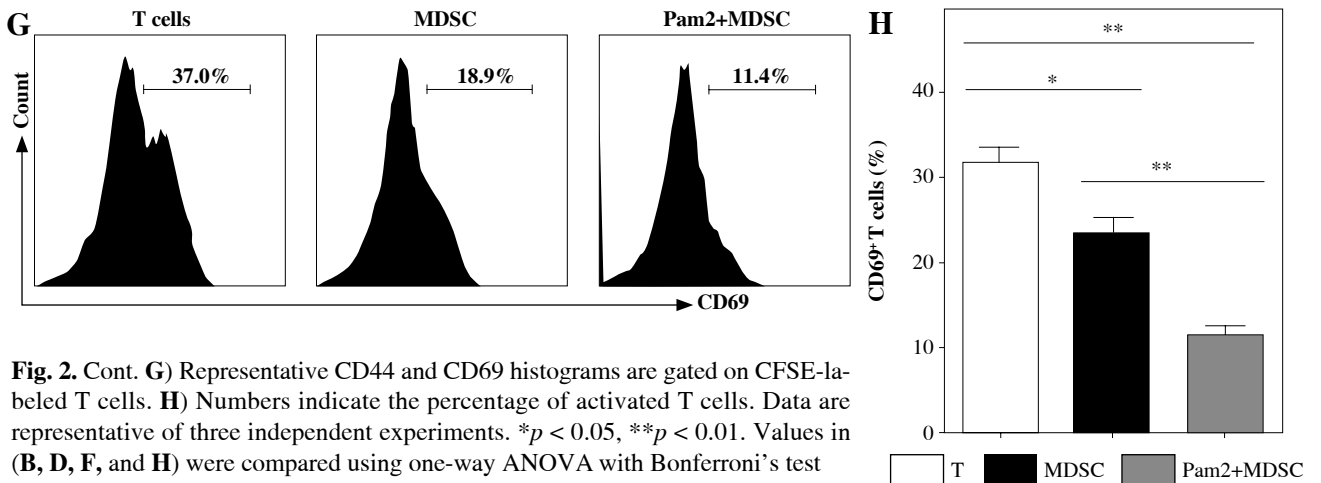 G
T cells
MDSC
Pam2+MDSC
37.0%
18.9%
11.4%
Count
CD69
Fig. 2. Cont. G) Representative CD44 and CD69 histograms are gated on CFSE-la-
beled T cells. H) Numbers indicate the percentage of activated T cells. Data are
representative of three independent experiments. *p < 0.05, **p < 0.01. Values in
(B, D, F, and H) were compared using one-way ANOVA with Bonferroni's test
H
**
*
**
CD69+ T cells (%)
40
30
20
10
0
T MDSC Pam2+MDSC